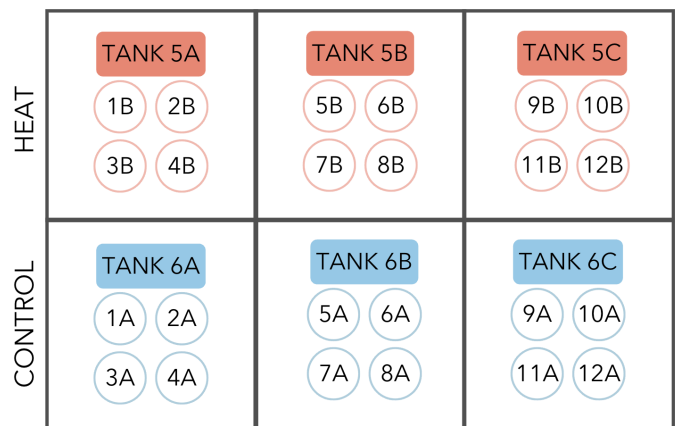 HEAT
TANK 5A TANK 5B TANK 5C
1B 2B 5B 6B 9B 10B
3B 4B 7B 8B 11B 12B
CONTROL
TANK 6A TANK 6B TANK 6C
1A 2A 5A 6A 9A 10A
3A 4A 7A 8A 11A 12A